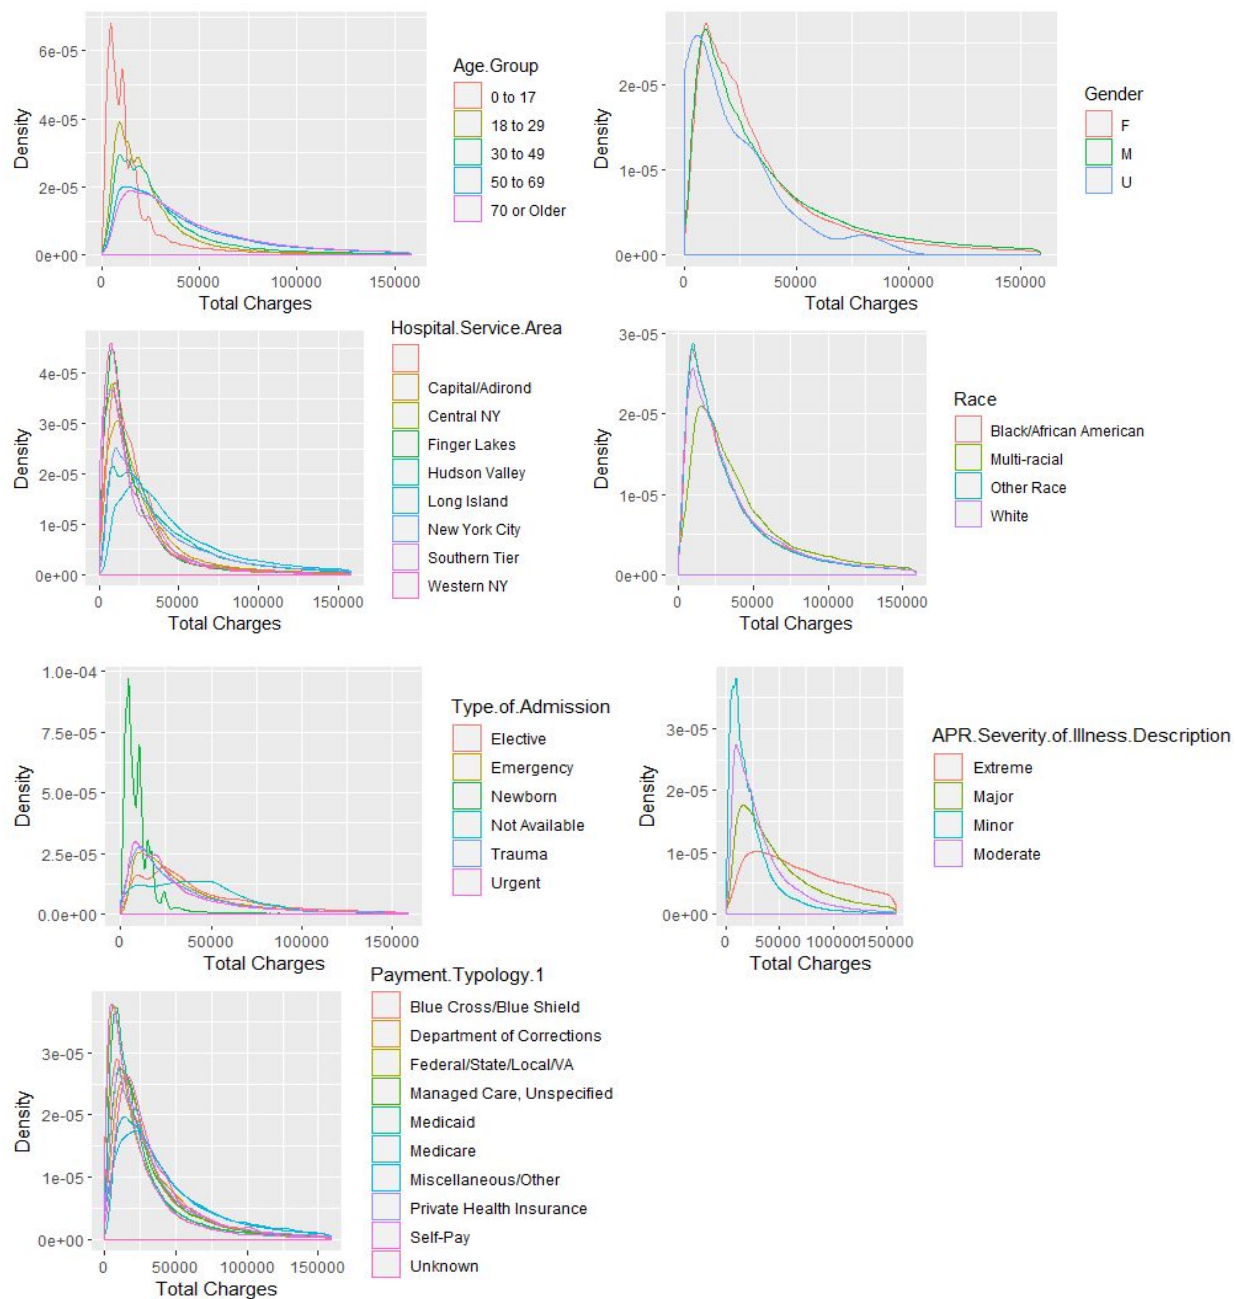 6e-05
4e-05
2e-05
0e+00
Density
0
50000
100000
150000
Total Charges
Age.Group
0 to 17
18 to 29
30 to 49
50 to 69
70 or Older
2e-05
1e-05
0e+00
Density
0
50000
100000
150000
Total Charges
Gender
F
M
U
4e-05
3e-05
2e-05
1e-05
0e+00
Density
0
50000
100000
150000
Total Charges
Hospital.Service.Area
Capital/Adirond
Central NY
Finger Lakes
Hudson Valley
Long Island
New York City
Southern Tier
Western NY
3e-05
2e-05
1e-05
0e+00
Density
0
50000
100000
150000
Total Charges
Race
Black/African American
Multi-racial
Other Race
White
1.0e-04
7.5e-05
5.0e-05
2.5e-05
0.0e+00
Density
0
50000
100000
150000
Total Charges
Type.of.Admission
Elective
Emergency
Newborn
Not Available
Trauma
Urgent
3e-05
2e-05
1e-05
0e+00
Density
0
50000
100000
150000
Total Charges
APR.Severity.of.Illness.Description
Extreme
Major
Minor
Moderate
3e-05
2e-05
1e-05
0e+00
Density
0
50000
100000
150000
Total Charges
Payment.Typology.1
Blue Cross/Blue Shield
Department of Corrections
Federal/State/Local/VA
Managed Care, Unspecified
Medicaid
Medicare
Miscellaneous/Other
Private Health Insurance
Self-Pay
Unknown